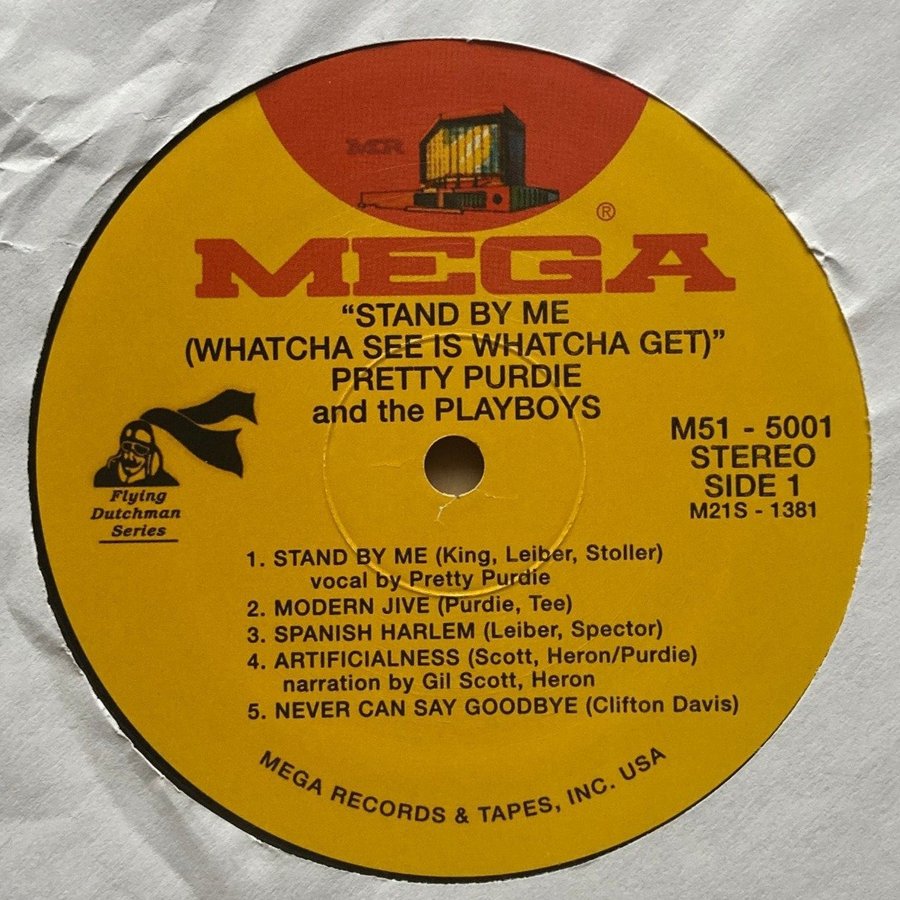 MR
®
MEGA
“STAND BY ME
(WHATCHA SEE IS WHATCHA GET)”
PRETTY PURDIE
and the PLAYBOYS
M51 - 5001
STEREO
SIDE 1
M21S - 1381
Flying
Dutchman
Series
1. STAND BY ME (King, Leiber, Stoller)
vocal by Pretty Purdie
2. MODERN JIVE (Purdie, Tee)
3. SPANISH HARLEM (Leiber, Spector)
4. ARTIFICIALNESS (Scott, Heron/Purdie)
narration by Gil Scott, Heron
5. NEVER CAN SAY GOODBYE (Clifton Davis)
MEGA RECORDS & TAPES, INC. USA